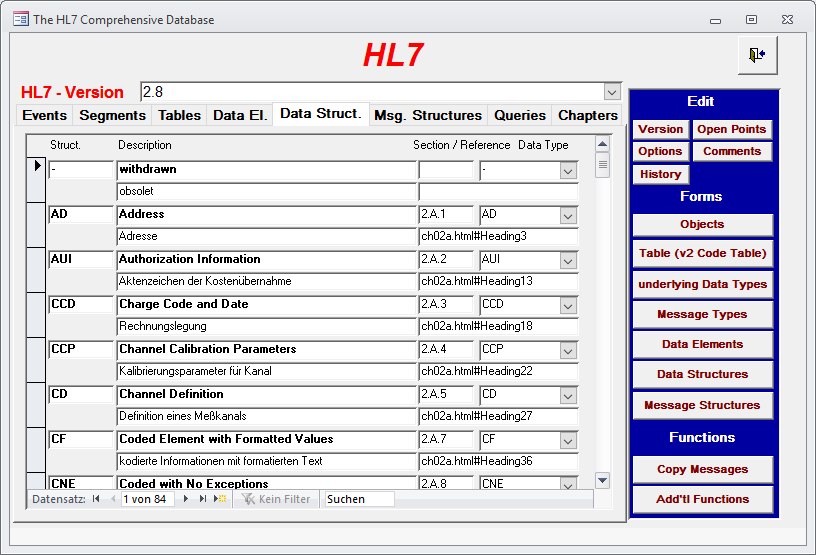 The HL7 Comprehensive Database
HL7
HL7 - Version 2.8
Events Segments Tables Data El. Data Struct. Msg. Structures Queries Chapters
Struct. Description Section / Reference Data Type
- withdrawn -
obsolet
AD Address 2.A.1 AD
Adresse ch02a.html#Heading3
AUI Authorization Information 2.A.2 AUI
Aktenzeichen der Kostenübernahme ch02a.html#Heading13
CCD Charge Code and Date 2.A.3 CCD
Rechnungslegung ch02a.html#Heading18
CCP Channel Calibration Parameters 2.A.4 CCP
Kalibrierungsparameter für Kanal ch02a.html#Heading22
CD Channel Definition 2.A.5 CD
Definition eines Meßkanals ch02a.html#Heading27
CF Coded Element with Formatted Values 2.A.7 CF
kodierte Informationen mit formatierten Text ch02a.html#Heading36
CNE Coded with No Exceptions 2.A.8 CNE
Datensatz: 1 von 84 Kein Filter Suchen
Edit
Version Open Points
Options Comments
History
Forms
Objects
Table (v2 Code Table)
underlying Data Types
Message Types
Data Elements
Data Structures
Message Structures
Functions
Copy Messages
Add'tl Functions